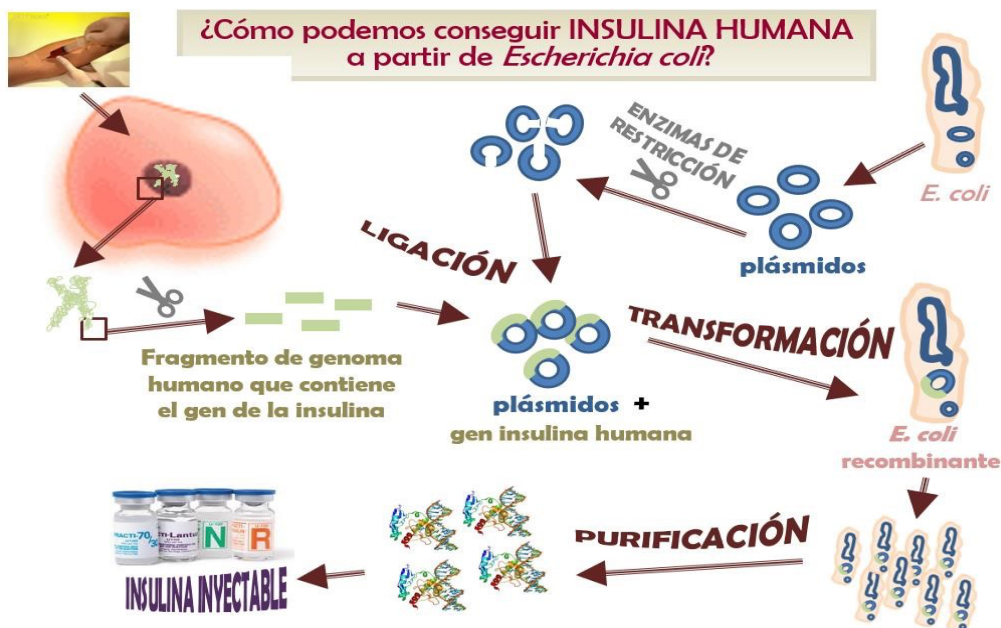 ¿Cómo podemos conseguir INSULINA HUMANA
a partir de Escherichia coli?
ENZIMAS DE
RESTRICCIÓN
E. coli
plásmidos
LIGACIÓN
Fragmento de genoma
humano que contiene
el gen de la insulina
plásmidos +
gen insulina humana
TRANSFORMACIÓN
E. coli
recombinante
PURIFICACIÓN
N
R
INSULINA INYECTABLE